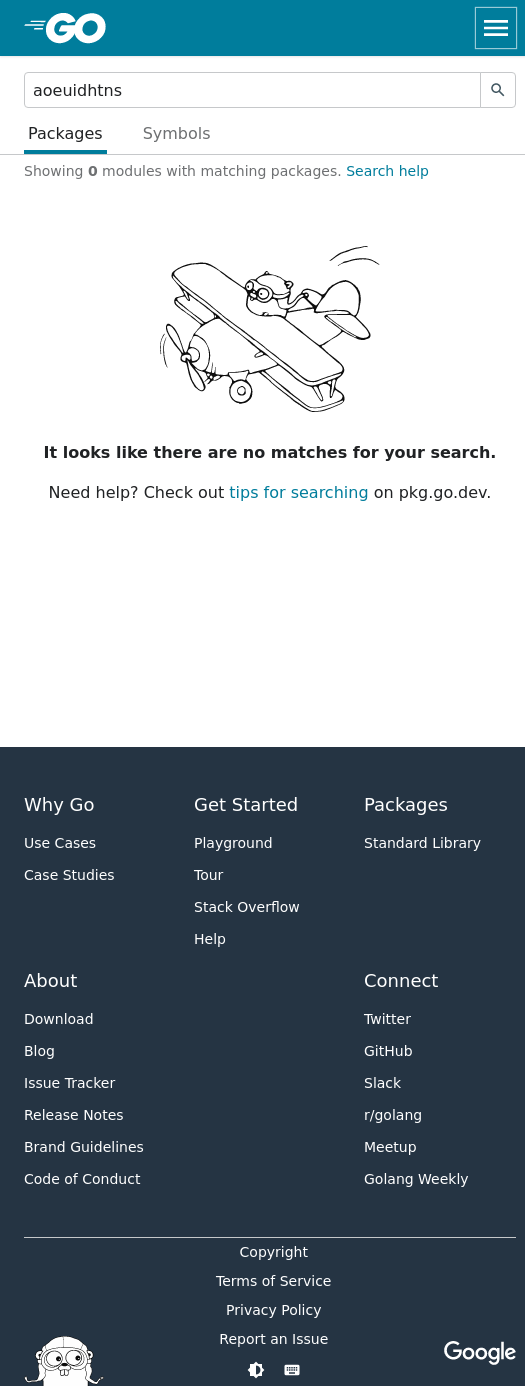 GO
aoeuidhtns
Packages Symbols
Showing 0 modules with matching packages. Search help
It looks like there are no matches for your search.
Need help? Check out tips for searching on pkg.go.dev.
Why Go
Use Cases
Case Studies
Get Started
Playground
Tour
Stack Overflow
Help
Packages
Standard Library
About
Download
Blog
Issue Tracker
Release Notes
Brand Guidelines
Code of Conduct
Connect
Twitter
GitHub
Slack
r/golang
Meetup
Golang Weekly
Copyright
Terms of Service
Privacy Policy
Report an Issue
Google